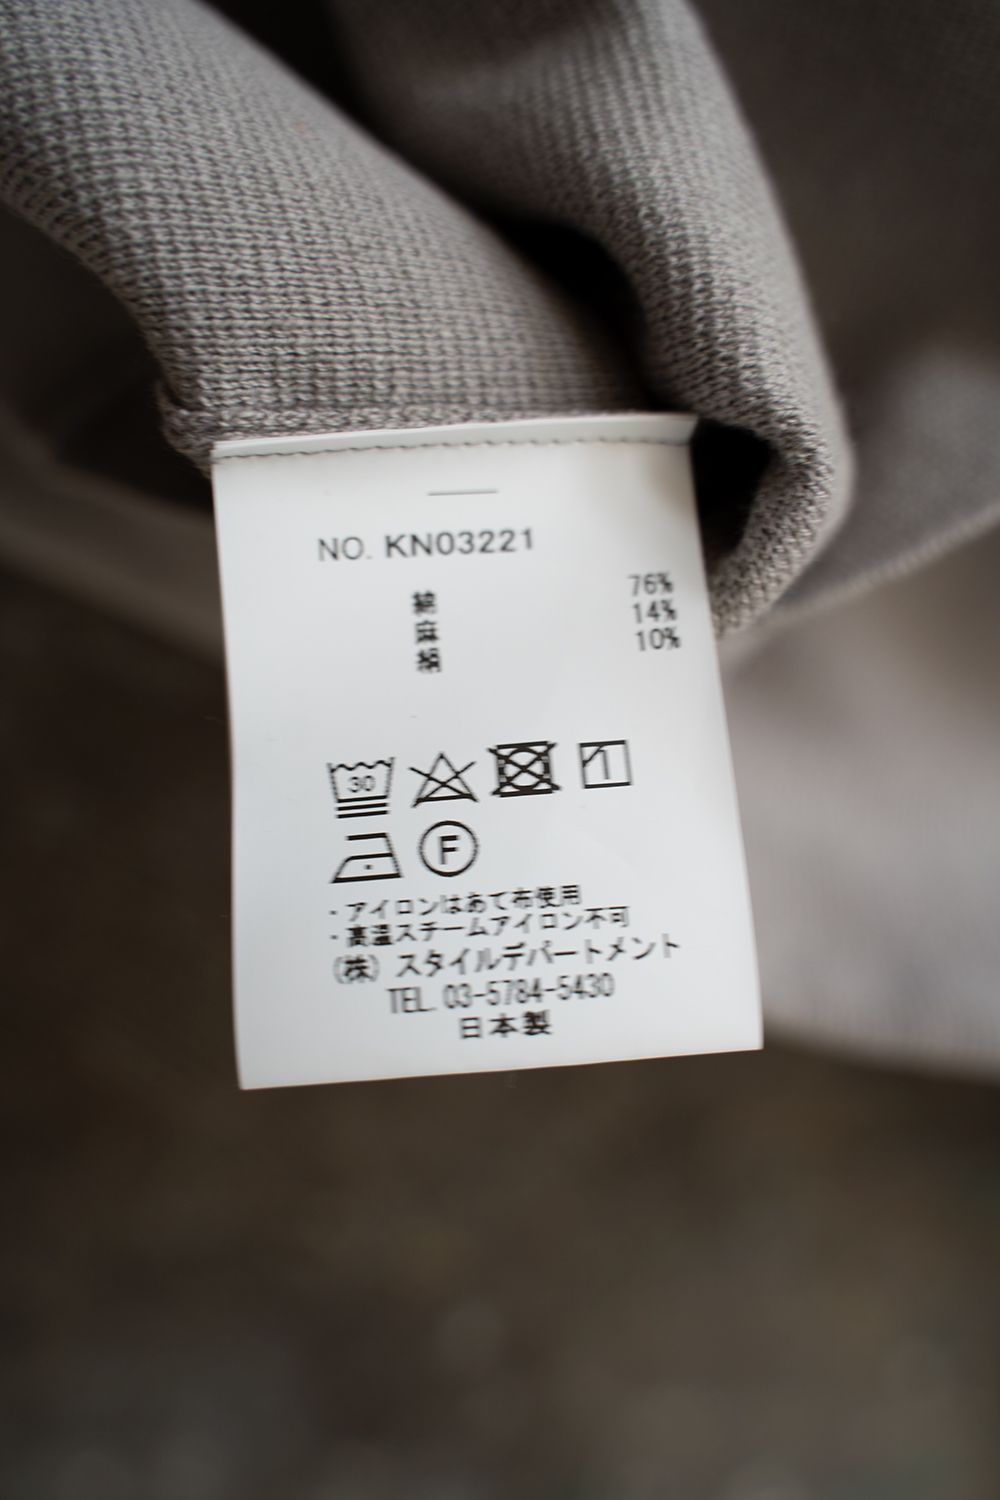 NO. KN03221
綿 76%
麻 14%
絹 10%
30
F
・アイロンはあて布使用
・高温スチームアイロン不可
(株) スタイルデパートメント
TEL. 03-5784-5430
日本製